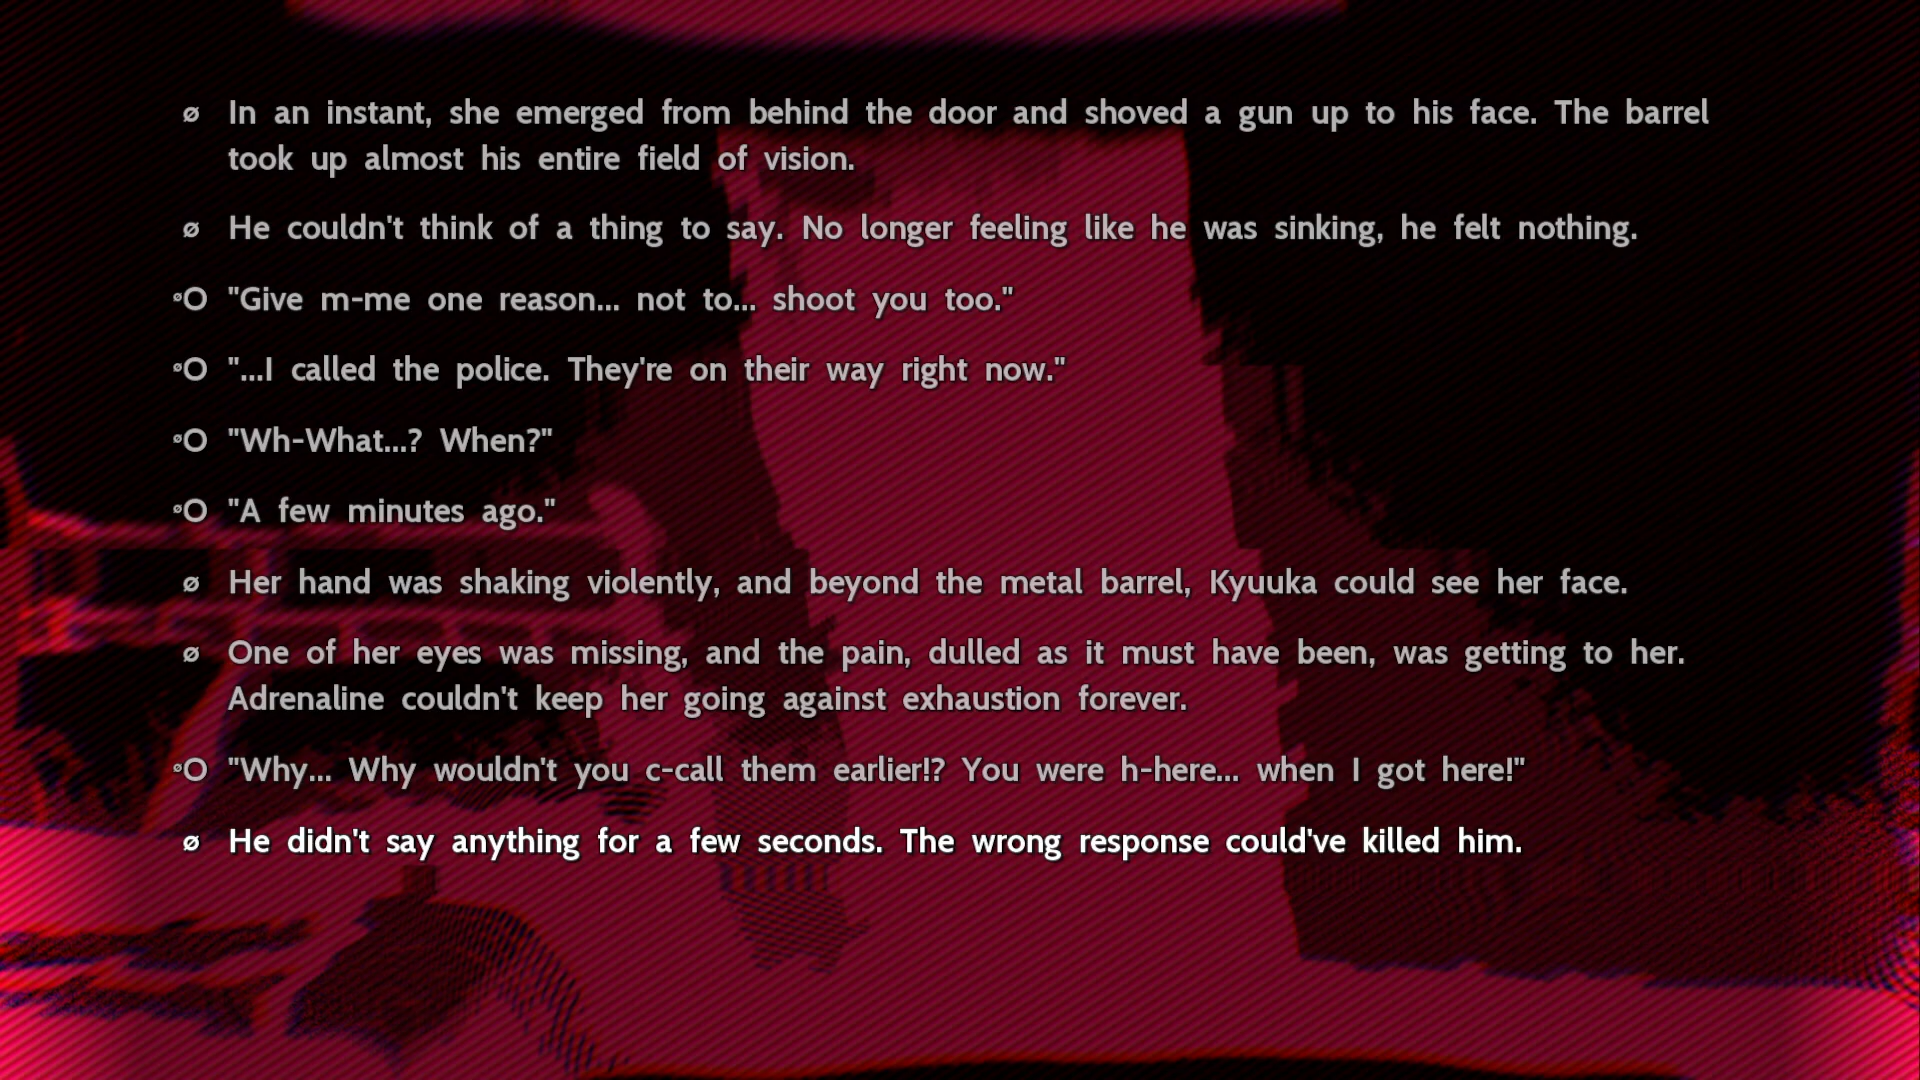 ø In an instant, she emerged from behind the door and shoved a gun up to his face. The barrel
took up almost his entire field of vision.
ø He couldn't think of a thing to say. No longer feeling like he was sinking, he felt nothing.
øO "Give m-me one reason... not to... shoot you too."
øO "...I called the police. They're on their way right now."
øO "Wh-What...? When?"
øO "A few minutes ago."
ø Her hand was shaking violently, and beyond the metal barrel, Kyuuka could see her face.
ø One of her eyes was missing, and the pain, dulled as it must have been, was getting to her.
Adrenaline couldn't keep her going against exhaustion forever.
øO "Why... Why wouldn't you c-call them earlier!? You were h-here... when I got here!"
ø He didn't say anything for a few seconds. The wrong response could've killed him.